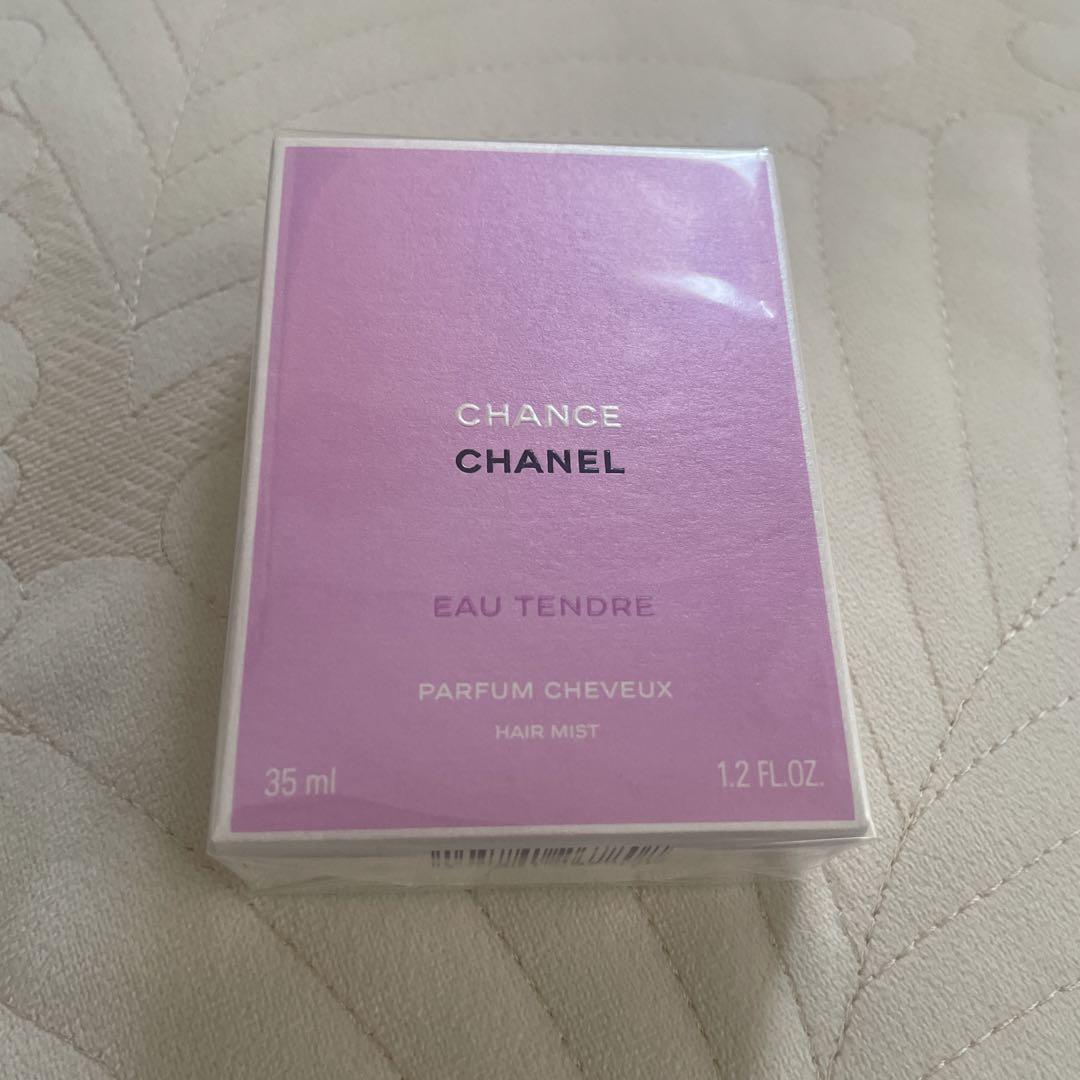 CHANCE
CHANEL
EAU TENDRE
PARFUM CHEVEUX
HAIR MIST
35 ml
1.2 FL.OZ.